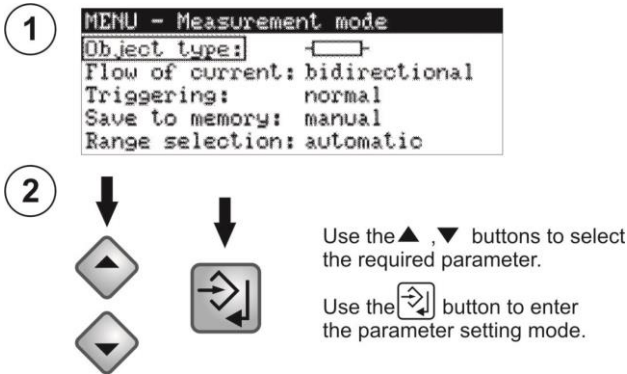 1
MENU - Measurement mode
Object type:
Flow of current: bidirectional
Triggering: normal
Save to memory: manual
Range selection: automatic
2
Use the ▲ ,▼ buttons to select
the required parameter.
Use the button to enter
the parameter setting mode.